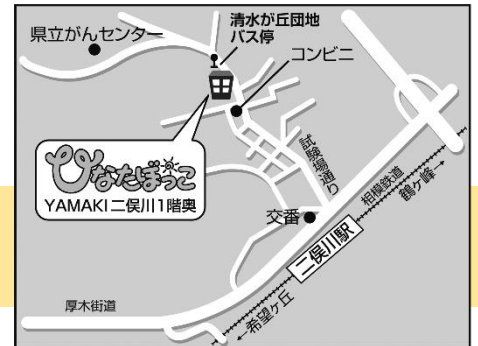 清水が丘団地
バス停
県立がんセンター
コンビニ
ひなたぼっこ
YAMAKI二俣川1階奥
試験場通り
相模鉄道
鶴ヶ峰→
交番
二俣川駅
←希望ヶ丘
厚木街道